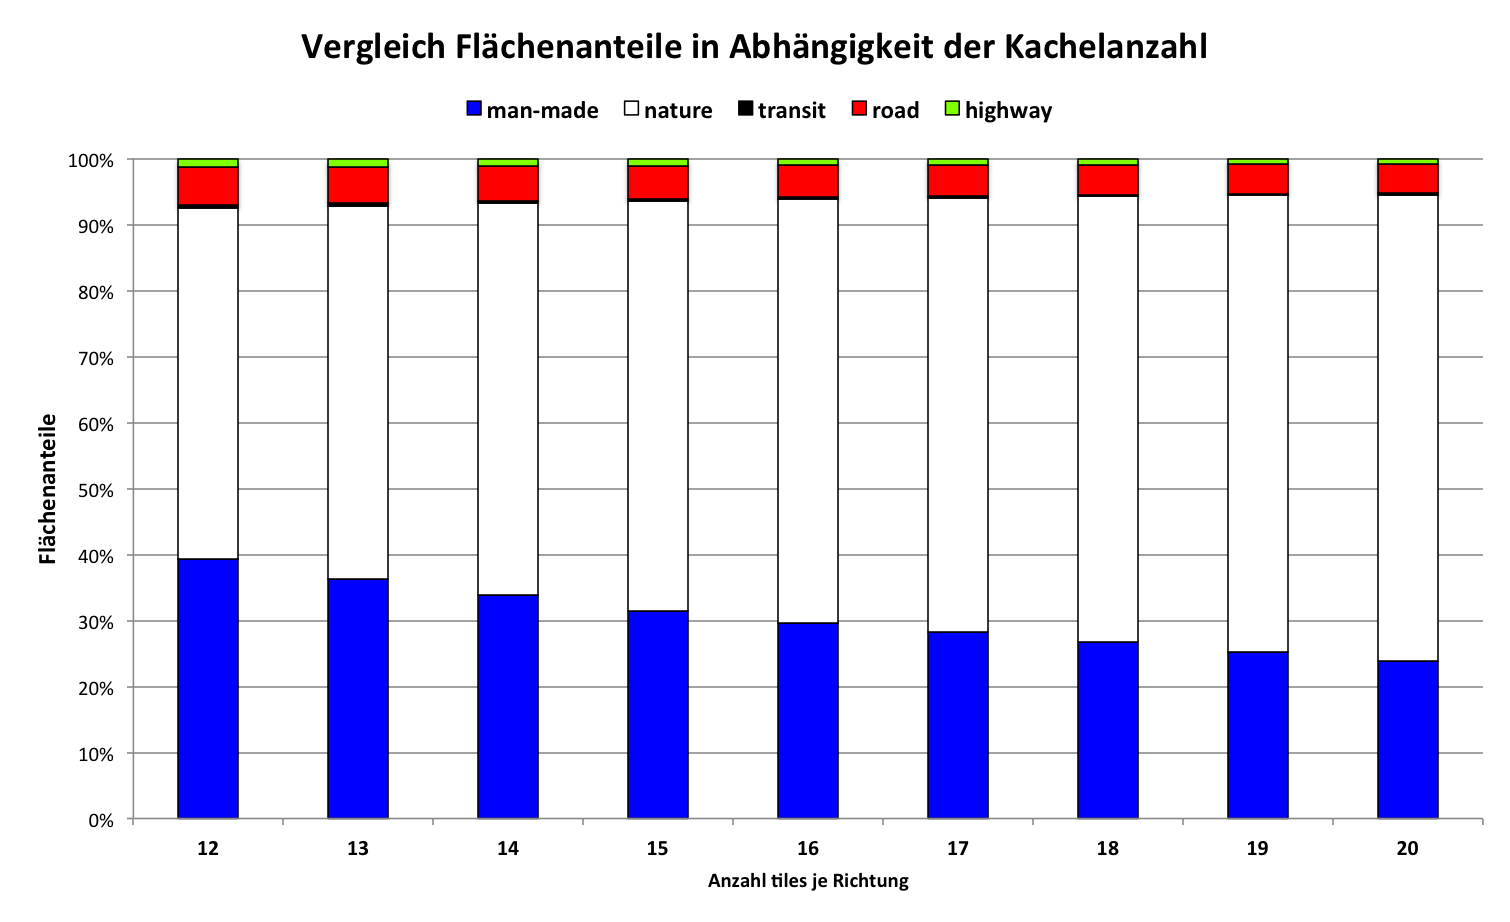 Vergleich Flächenanteile in Abhängigkeit der Kachelanzahl
man-made nature transit road highway
100%
90%
80%
70%
60%
50%
40%
30%
20%
10%
0%
Flächenanteile
12 13 14 15 16 17 18 19 20
Anzahl tiles je Richtung